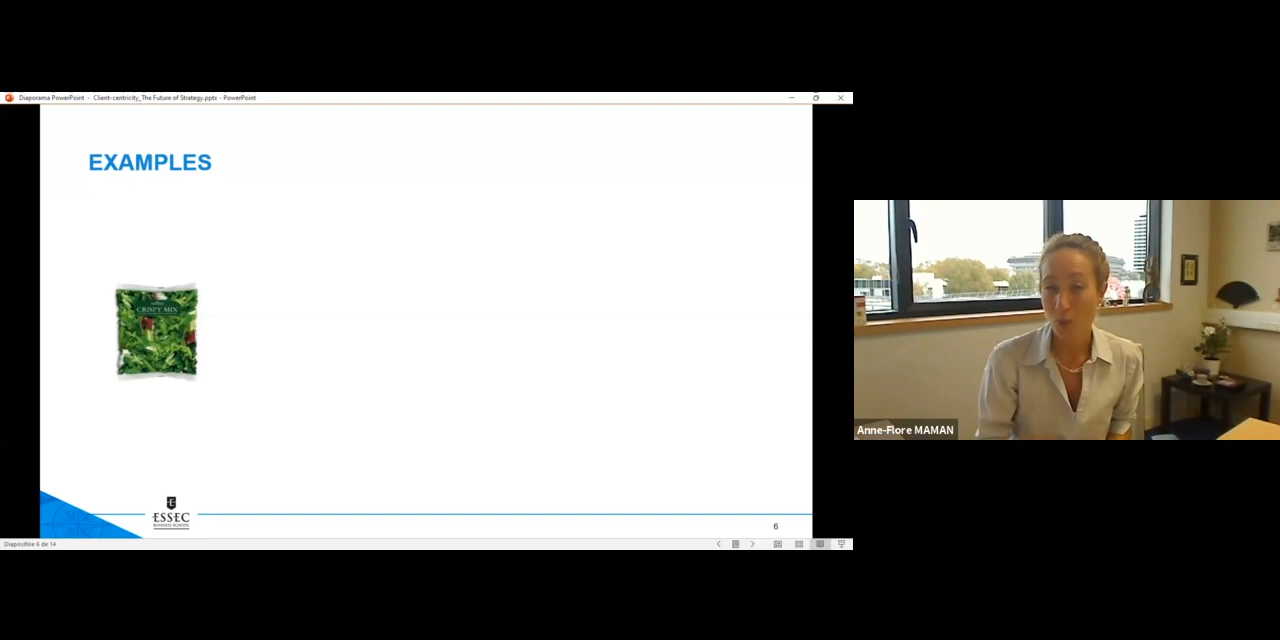 Diaporama PowerPoint - Client-centricity_The Future of Strategy.pptx - PowerPoint
EXAMPLES
CRISPY MIX
ESSEC
BUSINESS SCHOOL
6
Diapositive 6 de 14
Anne-Flore MAMAN